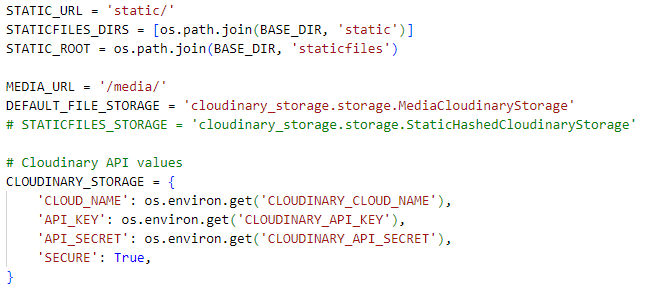 STATIC_URL = 'static/'
STATICFILES_DIRS = [os.path.join(BASE_DIR, 'static')]
STATIC_ROOT = os.path.join(BASE_DIR, 'staticfiles')

MEDIA_URL = '/media/'
DEFAULT_FILE_STORAGE = 'cloudinary_storage.storage.MediaCloudinaryStorage'
# STATICFILES_STORAGE = 'cloudinary_storage.storage.StaticHashedCloudinaryStorage'

# Cloudinary API values
CLOUDINARY_STORAGE = {
    'CLOUD_NAME': os.environ.get('CLOUDINARY_CLOUD_NAME'),
    'API_KEY': os.environ.get('CLOUDINARY_API_KEY'),
    'API_SECRET': os.environ.get('CLOUDINARY_API_SECRET'),
    'SECURE': True,
}